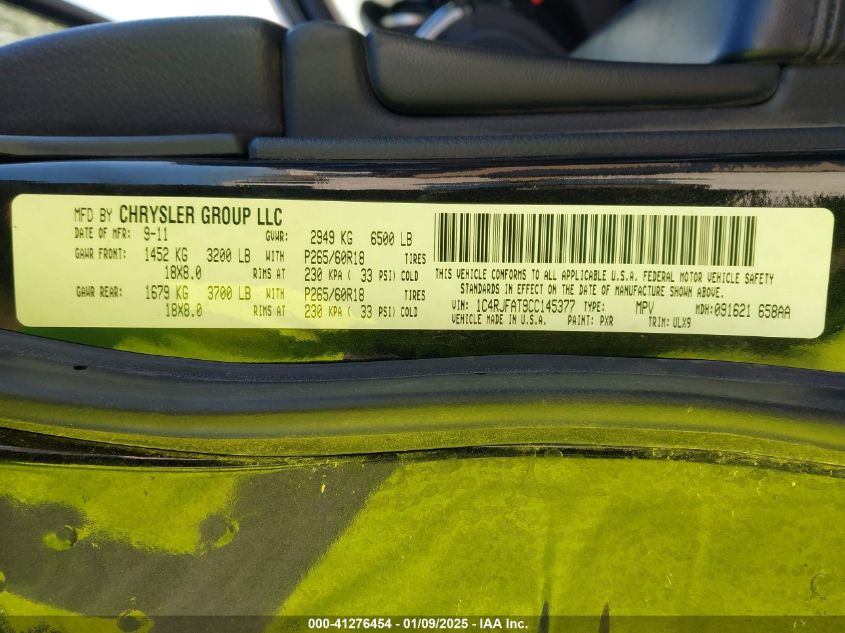 MFD BY CHRYSLER GROUP LLC
DATE OF MFR: 9-11 GVWR: 2949 KG 6500 LB
GAWR FRONT: 1452 KG 3200 LB WITH P265/60R18 TIRES
18X8.0 RIMS AT 230 KPA ( 33 PSI) COLD
GAWR REAR: 1679 KG 3700 LB WITH P265/60R18 TIRES
18X8.0 RIMS AT 230 KPA ( 33 PSI) COLD
THIS VEHICLE CONFORMS TO ALL APPLICABLE U.S.A. FEDERAL MOTOR VEHICLE SAFETY
STANDARDS IN EFFECT ON THE DATE OF MANUFACTURE SHOWN ABOVE.
VIN: 1C4RJFAT9CC145377 TYPE: MPV MDH:091621 658AA
VEHICLE MADE IN U.S.A. PAINT: PXR TRIM: ULX9
000-41276454 - 01/09/2025 - IAA Inc.